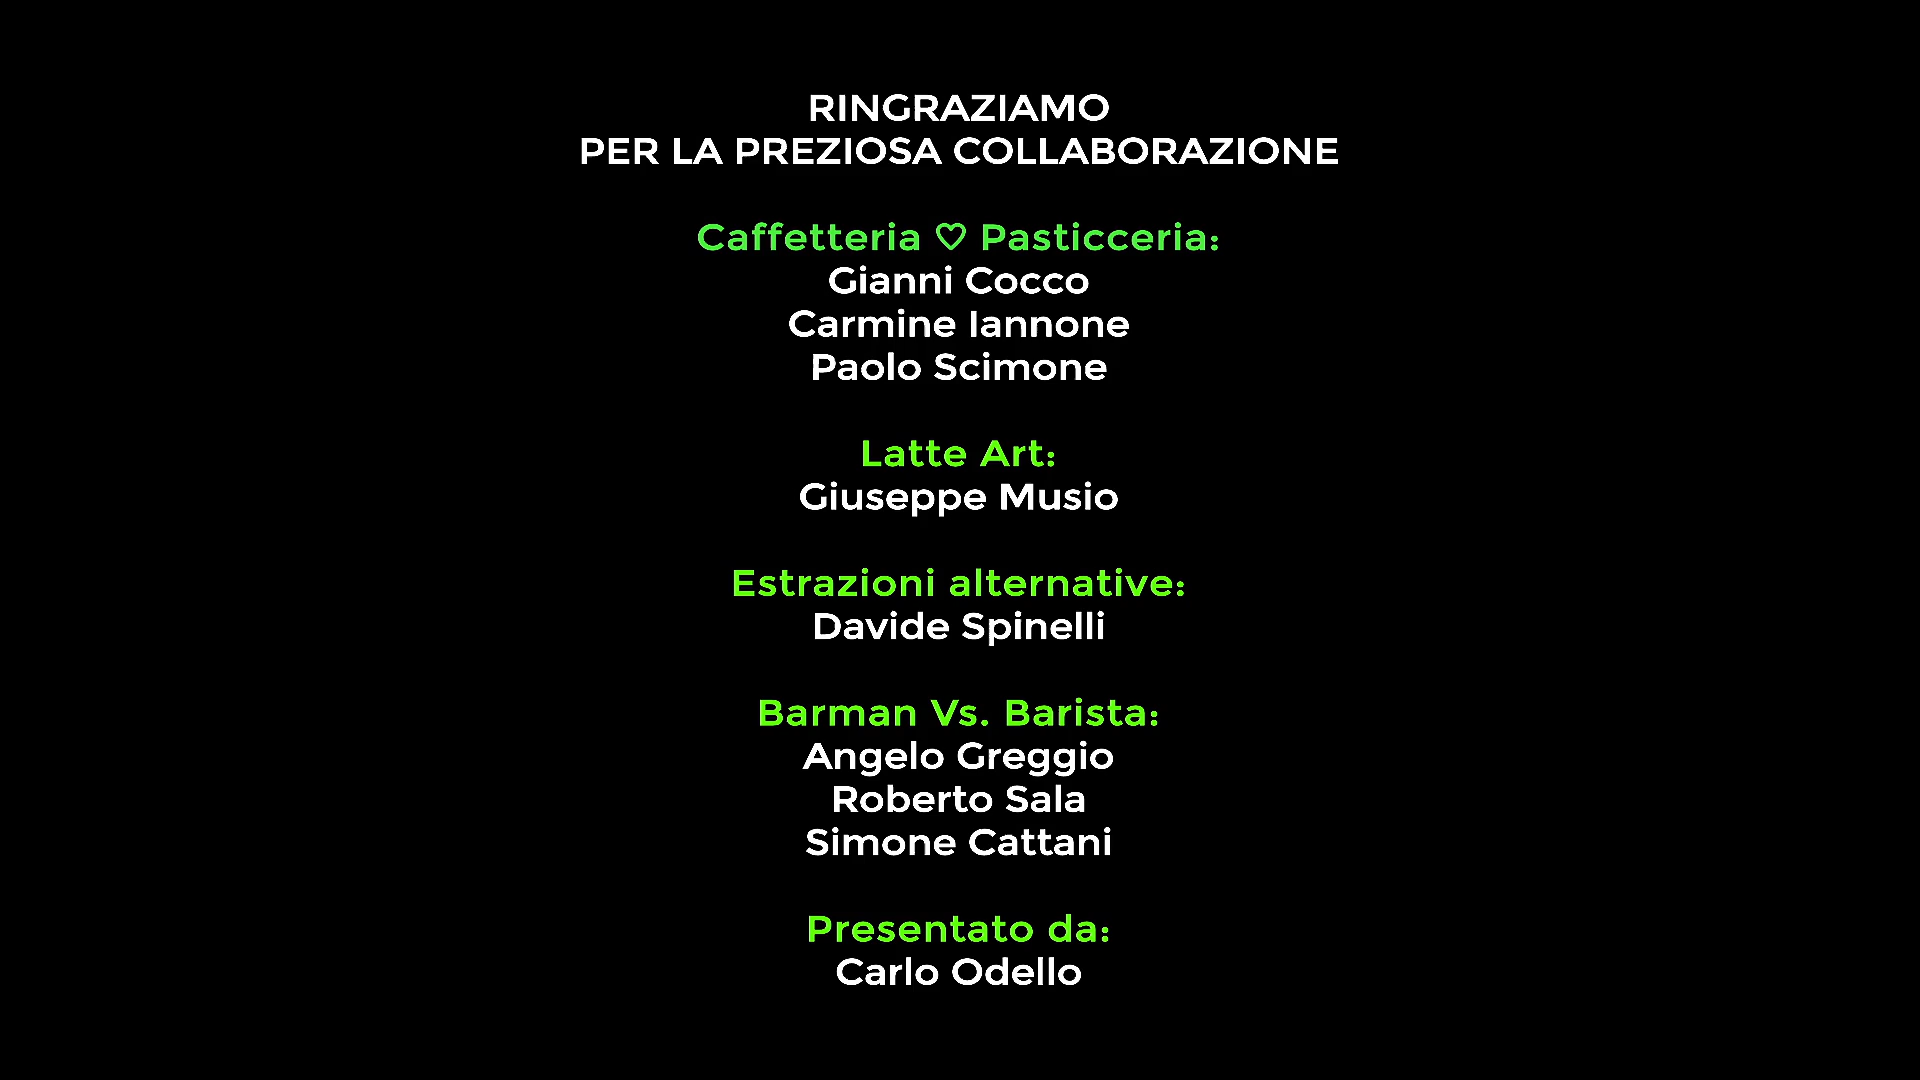 RINGRAZIAMO
PER LA PREZIOSA COLLABORAZIONE
Caffetteria ♡ Pasticceria:
Gianni Cocco
Carmine Iannone
Paolo Scimone
Latte Art:
Giuseppe Musio
Estrazioni alternative:
Davide Spinelli
Barman Vs. Barista:
Angelo Greggio
Roberto Sala
Simone Cattani
Presentato da:
Carlo Odello